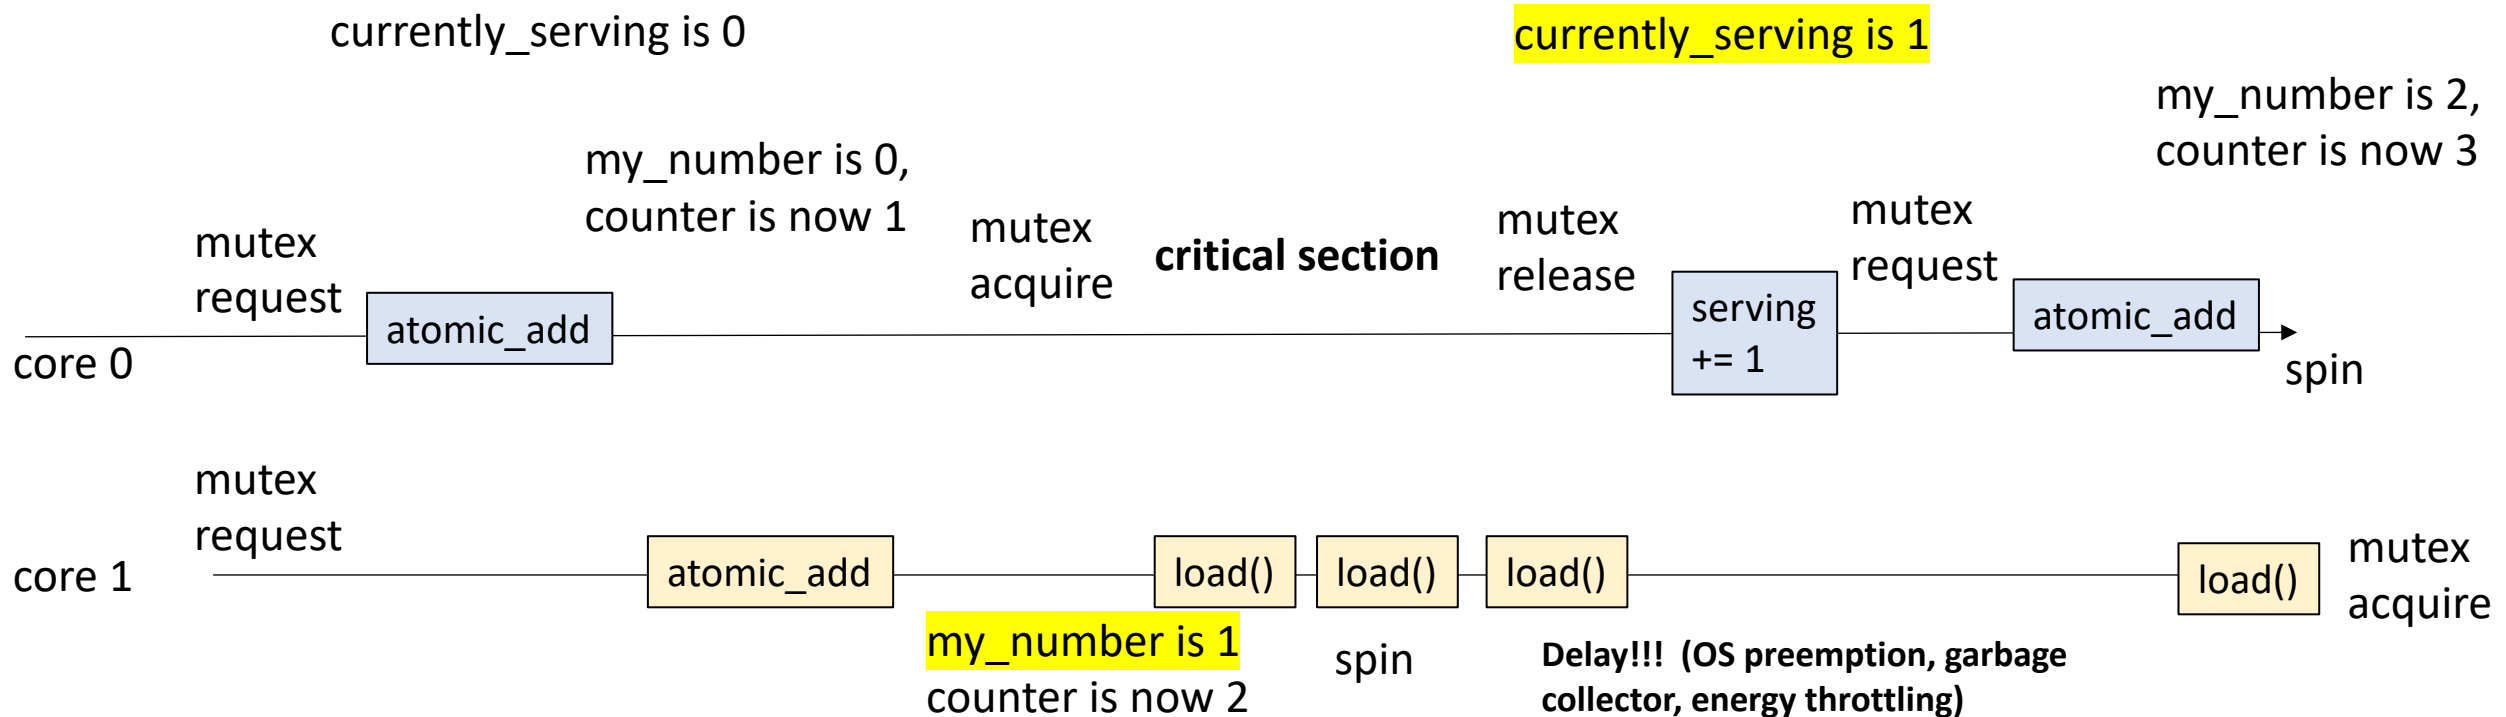 currently_serving is 0
currently_serving is 1
my_number is 2,
counter is now 3
my_number is 0,
counter is now 1
mutex
request
mutex
acquire
critical section
mutex
release
mutex
request
atomic_add
serving
+= 1
atomic_add
core 0
spin
mutex
request
core 1
atomic_add
load()
load()
load()
load()
mutex
acquire
my_number is 1
counter is now 2
spin
Delay!!! (OS preemption, garbage
collector, energy throttling)